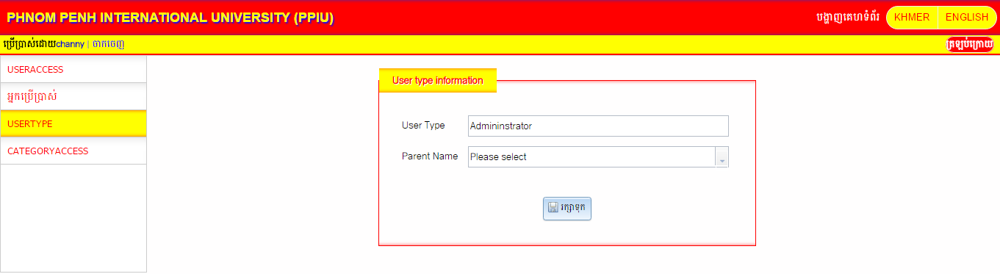 PHNOM PENH INTERNATIONAL UNIVERSITY (PPIU)
បង្ហាញគេហទំព័រ KHMER ENGLISH
ប្រើប្រាស់ដោយchanny | ចាកចេញ
ត្រឡប់ក្រោយ
USERACCESS
អ្នកប្រើប្រាស់
USERTYPE
CATEGORYACCESS
User type information
User Type Admininstrator
Parent Name Please select
រក្សាទុក